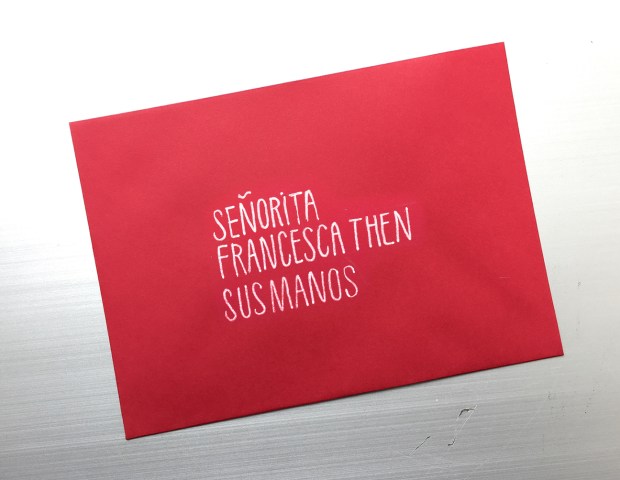 SEÑORITA
FRANCESCA THEN
SUS MANOS